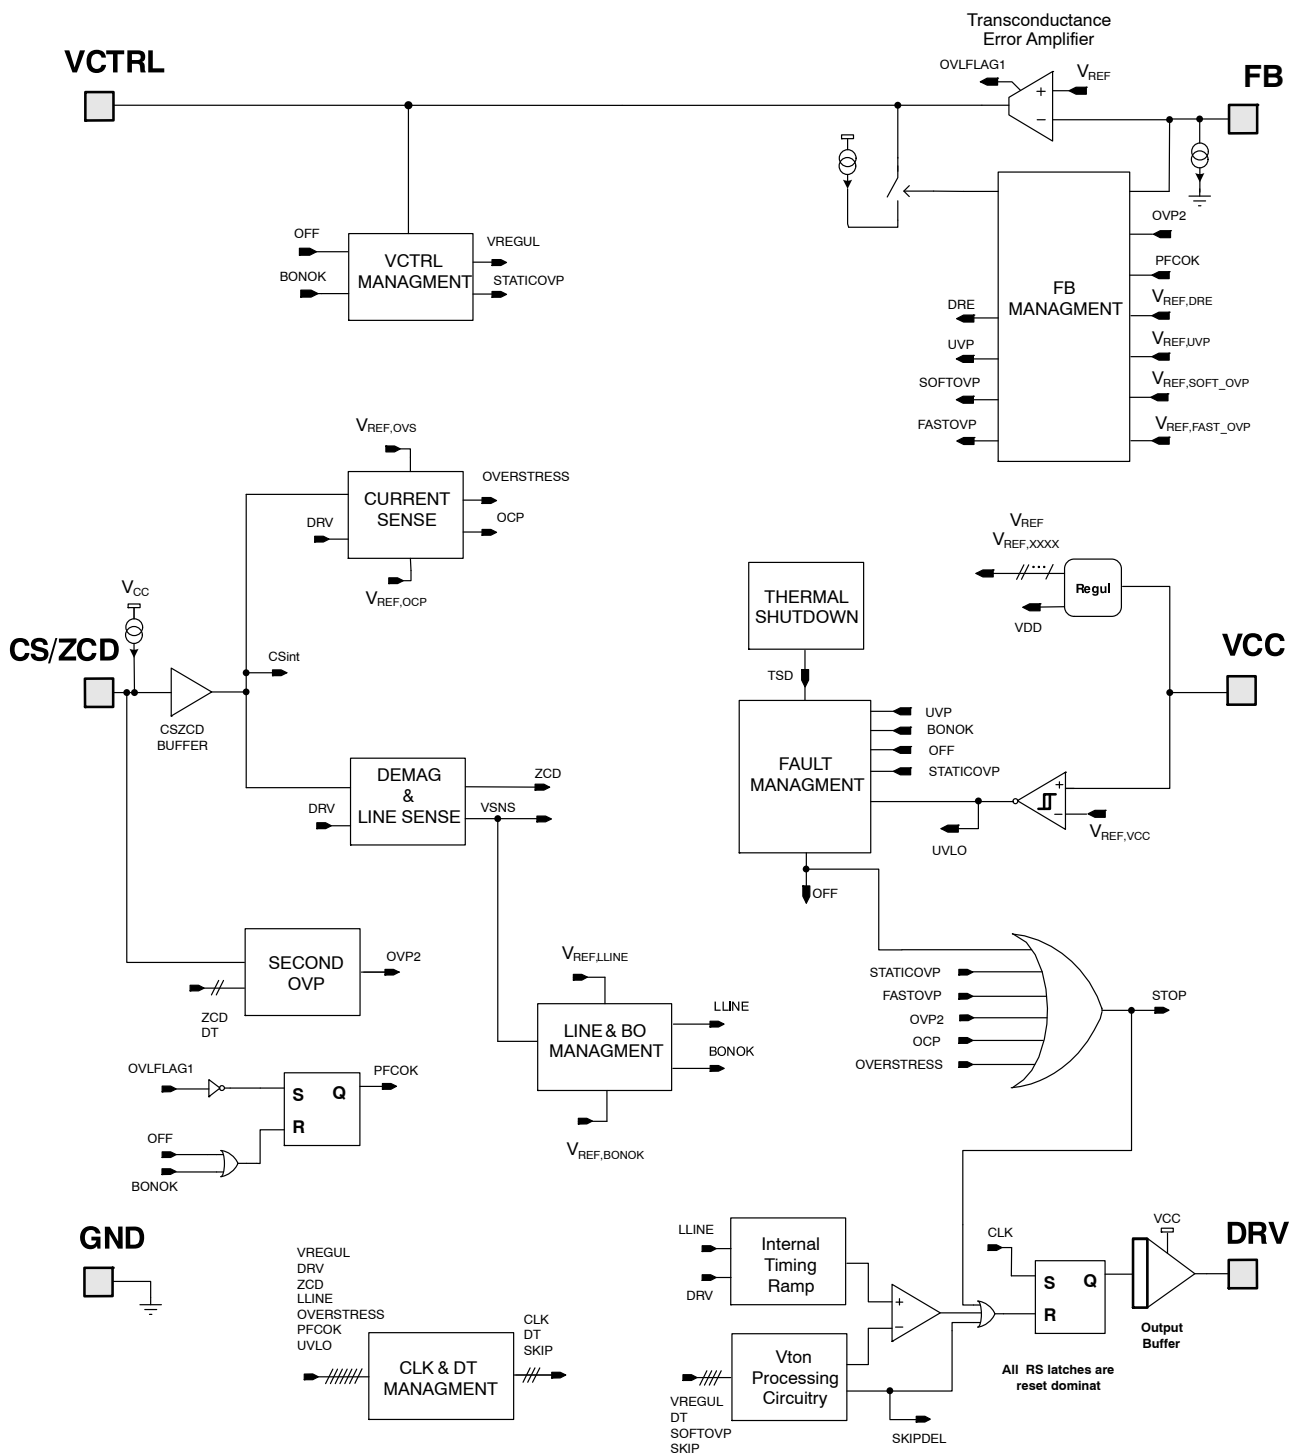 Transconductance
Error Amplifier
VCTRL
OVLFLAG1
VREF
FB
+
−
OFF
BONOK
VCTRL
MANAGMENT
VREGUL
STATICOVP
FB
MANAGMENT
OVP2
PFCOK
VREF,DRE
VREF,UVP
VREF,SOFT_OVP
VREF,FAST_OVP
DRE
UVP
SOFTOVP
FASTOVP
VREF,OVS
CURRENT
SENSE
OVERSTRESS
OCP
DRV
VREF,OCP
VREF
VREF,XXXX
...
Regul
VDD
VCC
THERMAL
SHUTDOWN
TSD
VCC
CS/ZCD
CSint
CSZCD
BUFFER
FAULT
MANAGMENT
UVP
BONOK
OFF
STATICOVP
+
−
VREF,VCC
UVLO
OFF
DEMAG
&
LINE SENSE
DRV
ZCD
VSNS
SECOND
OVP
OVP2
ZCD
DT
VREF,LLINE
LINE & BO
MANAGMENT
LLINE
BONOK
VREF,BONOK
STATICOVP
FASTOVP
OVP2
OCP
OVERSTRESS
STOP
OVLFLAG1
S Q
R
PFCOK
OFF
BONOK
GND
VREGUL
DRV
ZCD
LLINE
OVERSTRESS
PFCOK
UVLO
CLK & DT
MANAGMENT
CLK
DT
SKIP
LLINE
DRV
Internal
Timing
Ramp
Vton
Processing
Circuitry
VREGUL
DT
SOFTOVP
SKIP
+
−
SKIPDEL
CLK
S Q
R
All RS latches are
reset dominat
VCC
Output
Buffer
DRV